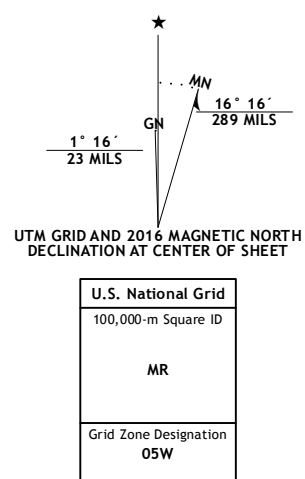 ★
MN
GN
16° 16´
289 MILS
1° 16´
23 MILS
UTM GRID AND 2016 MAGNETIC NORTH
DECLINATION AT CENTER OF SHEET
U.S. National Grid
100,000-m Square ID
MR
Grid Zone Designation
05W